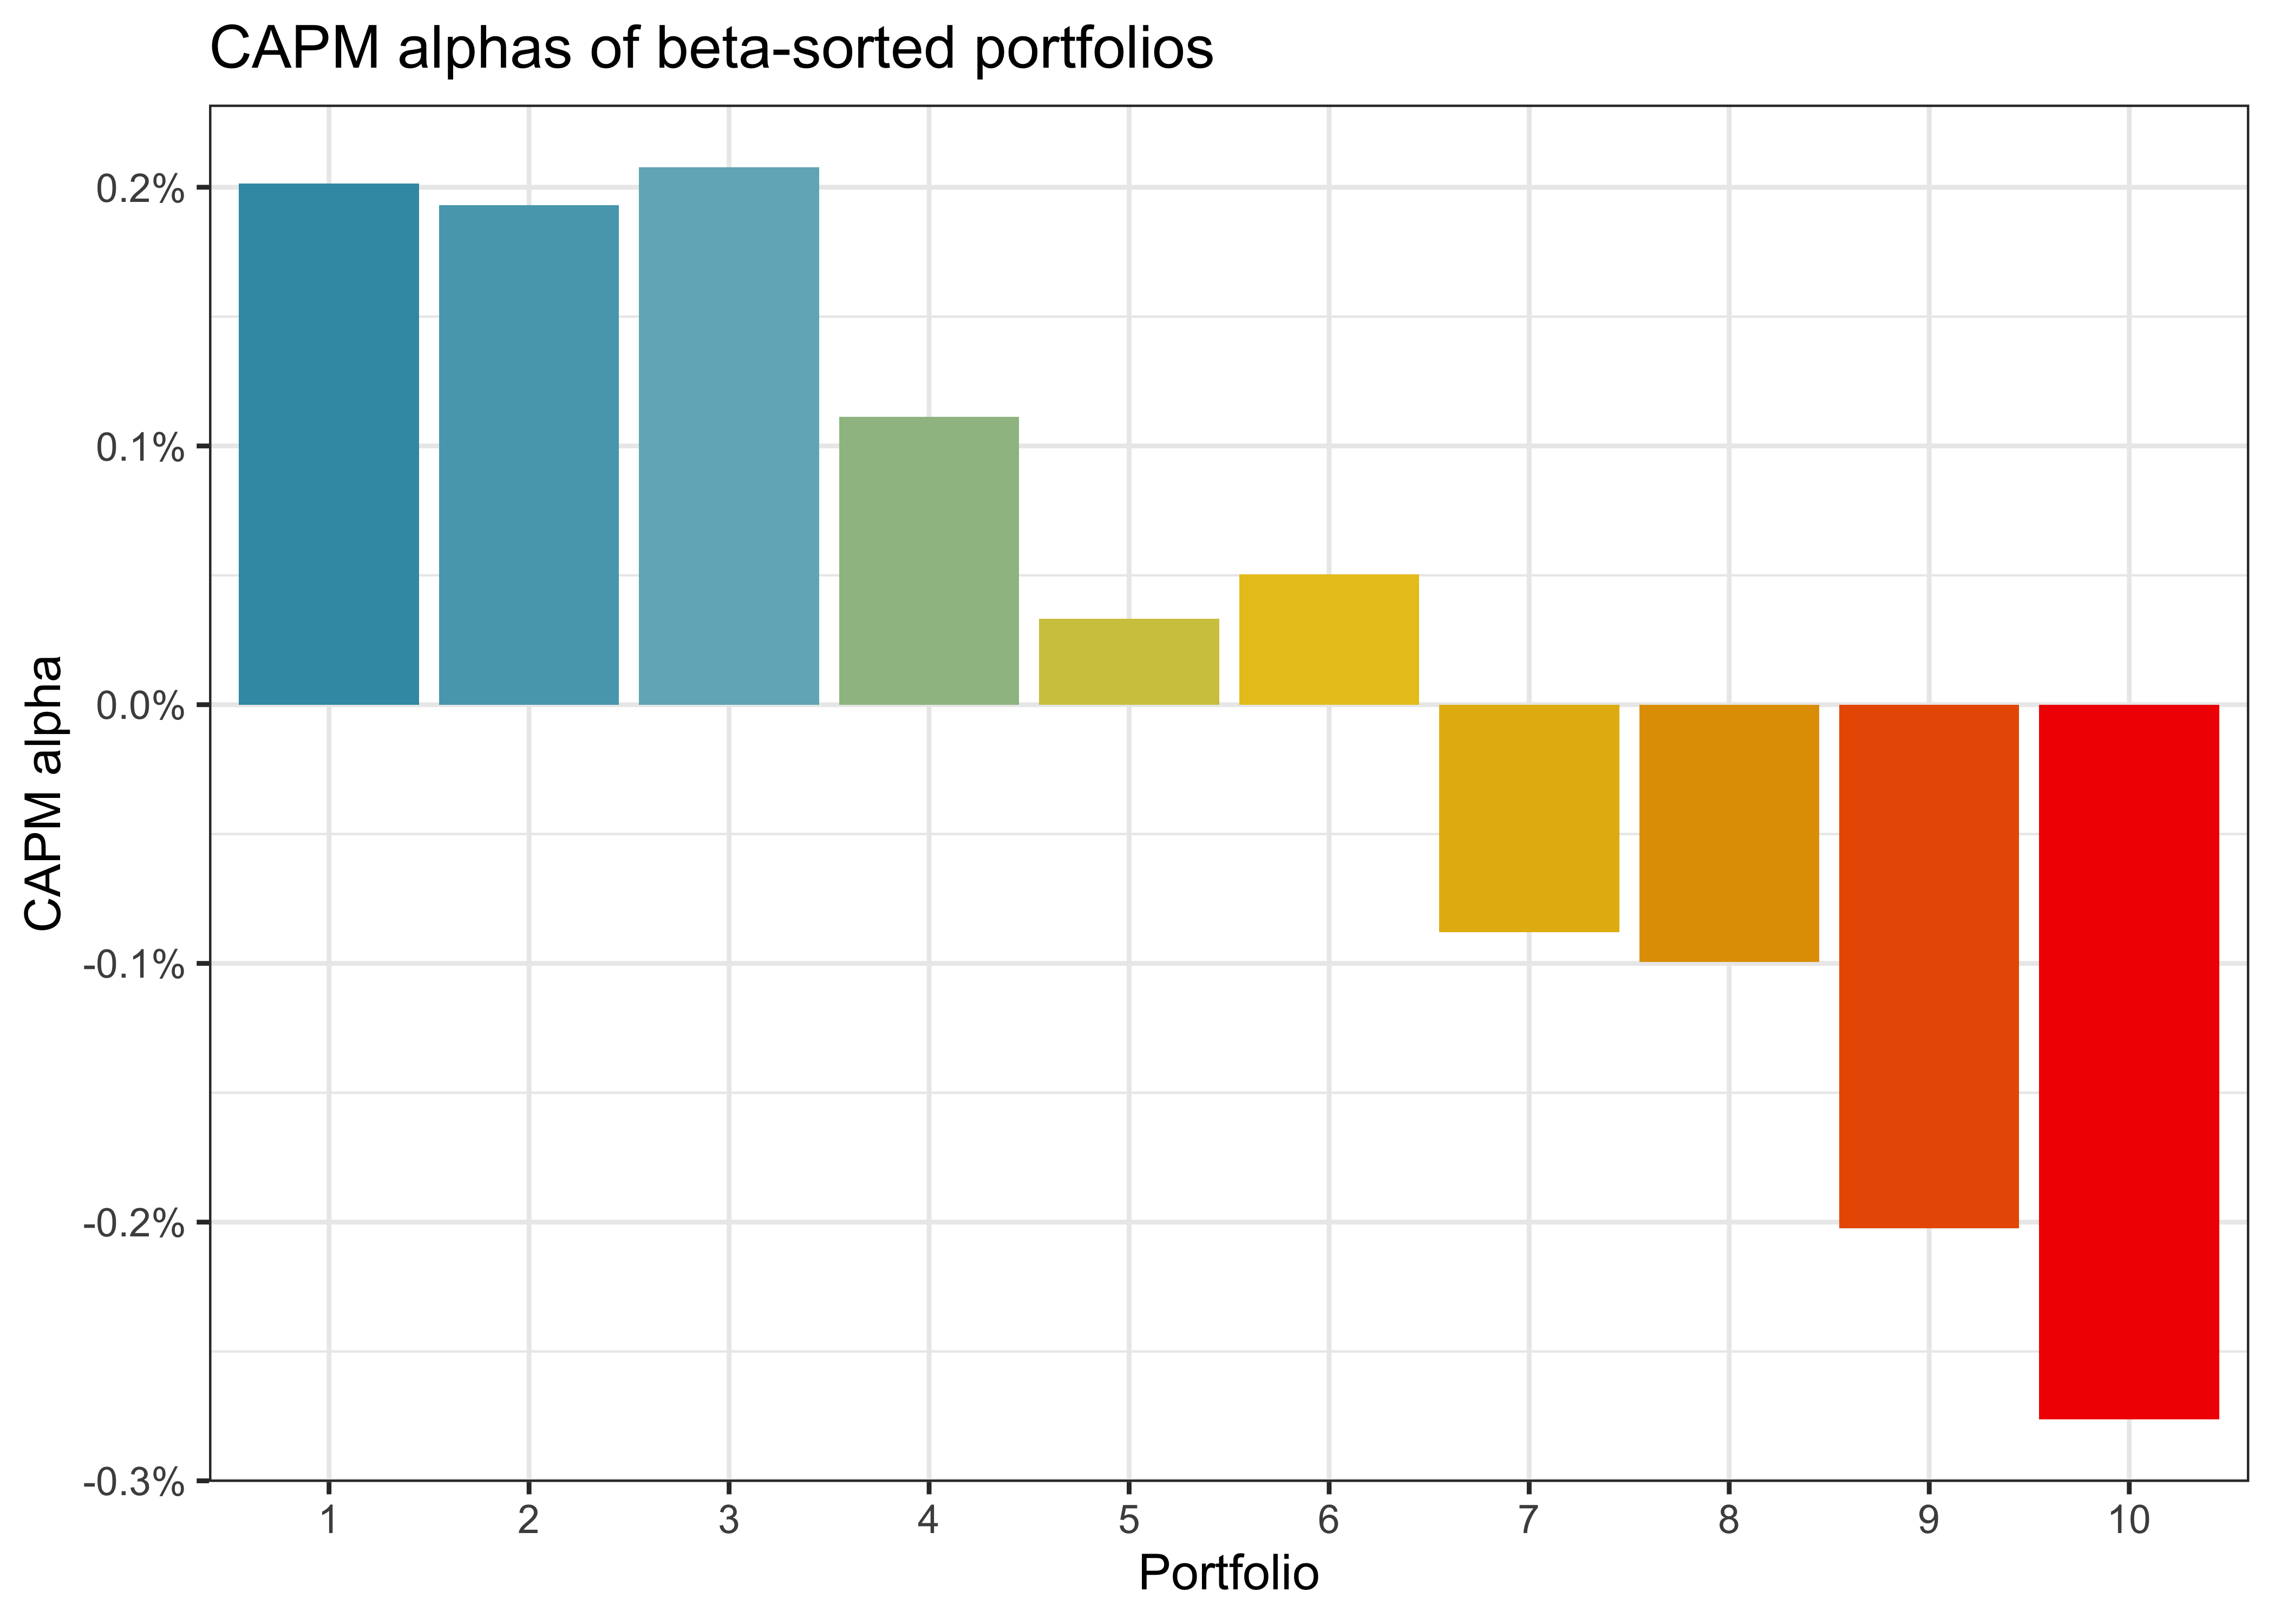 CAPM alphas of beta-sorted portfolios
CAPM alpha
0.2%
0.1%
0.0%
-0.1%
-0.2%
-0.3%
1 2 3 4 5 6 7 8 9 10
Portfolio